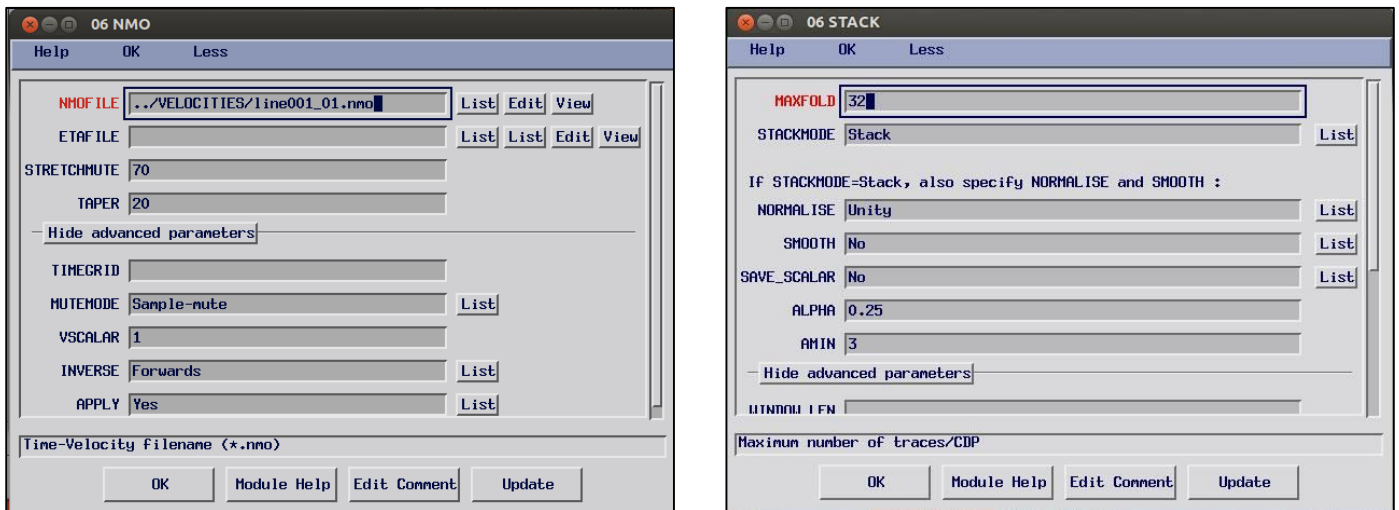 06 NMO
Help OK Less
NMOFILE ../VELOCITIES/line001_01.nmo List Edit View
ETAFILE List List Edit View
STRETCHMUTE 70
TAPER 20
Hide advanced parameters
TIMEGRID
MUTEMODE Sample-mute List
VSCALAR 1
INVERSE Forwards List
APPLY Yes List
Time-Velocity filename (*.nmo)
OK Module Help Edit Comment Update
06 STACK
Help OK Less
MAXFOLD 32
STACKMODE Stack List
If STACKMODE=Stack, also specify NORMALISE and SMOOTH :
NORMALISE Unity List
SMOOTH No List
SAVE_SCALAR No List
ALPHA 0.25
AMIN 3
Hide advanced parameters
WINDOW_LEN
Maximum number of traces/CDP
OK Module Help Edit Comment Update